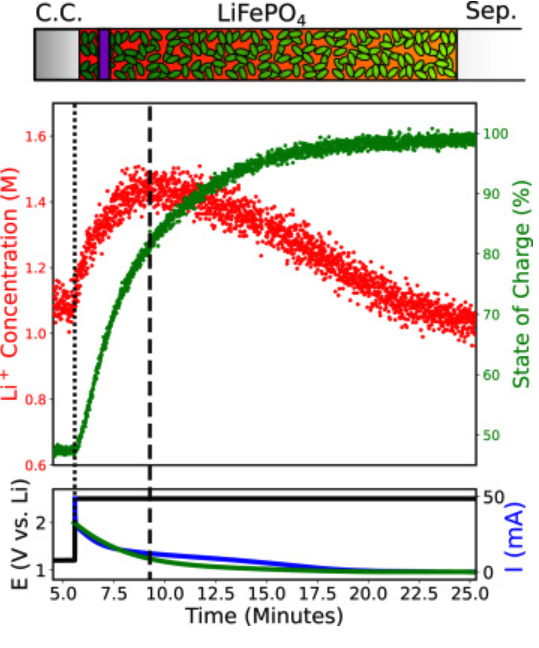 C.C. LiFePO₄ Sep.
Li⁺ Concentration (M)
1.6
1.4
1.2
1.0
0.8
0.6
State of Charge (%)
100
90
80
70
60
50
E (V vs. Li)
2
1
I (mA)
50
0
5.0 7.5 10.0 12.5 15.0 17.5 20.0 22.5 25.0
Time (Minutes)